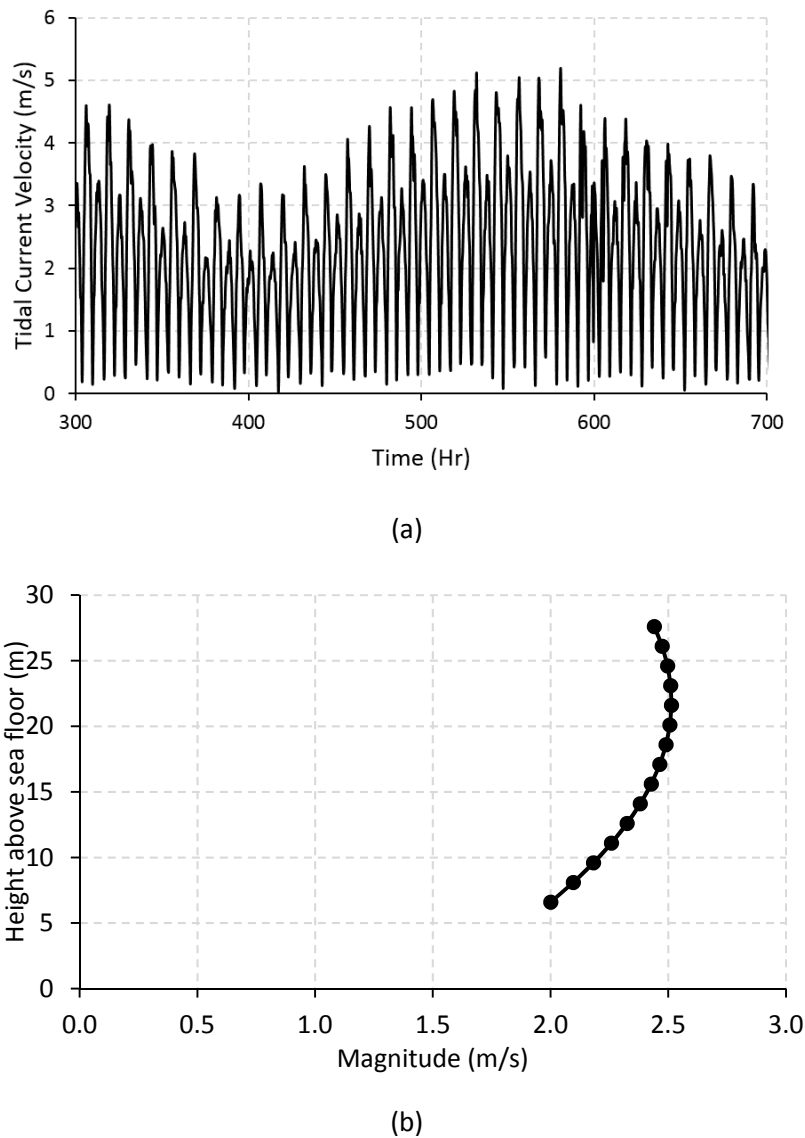 6
5
4
3
2
1
0
Tidal Current Velocity (m/s)
300 400 500 600 700
Time (Hr)
(a)
30
25
20
15
10
5
0
Height above sea floor (m)
0.0 0.5 1.0 1.5 2.0 2.5 3.0
Magnitude (m/s)
(b)